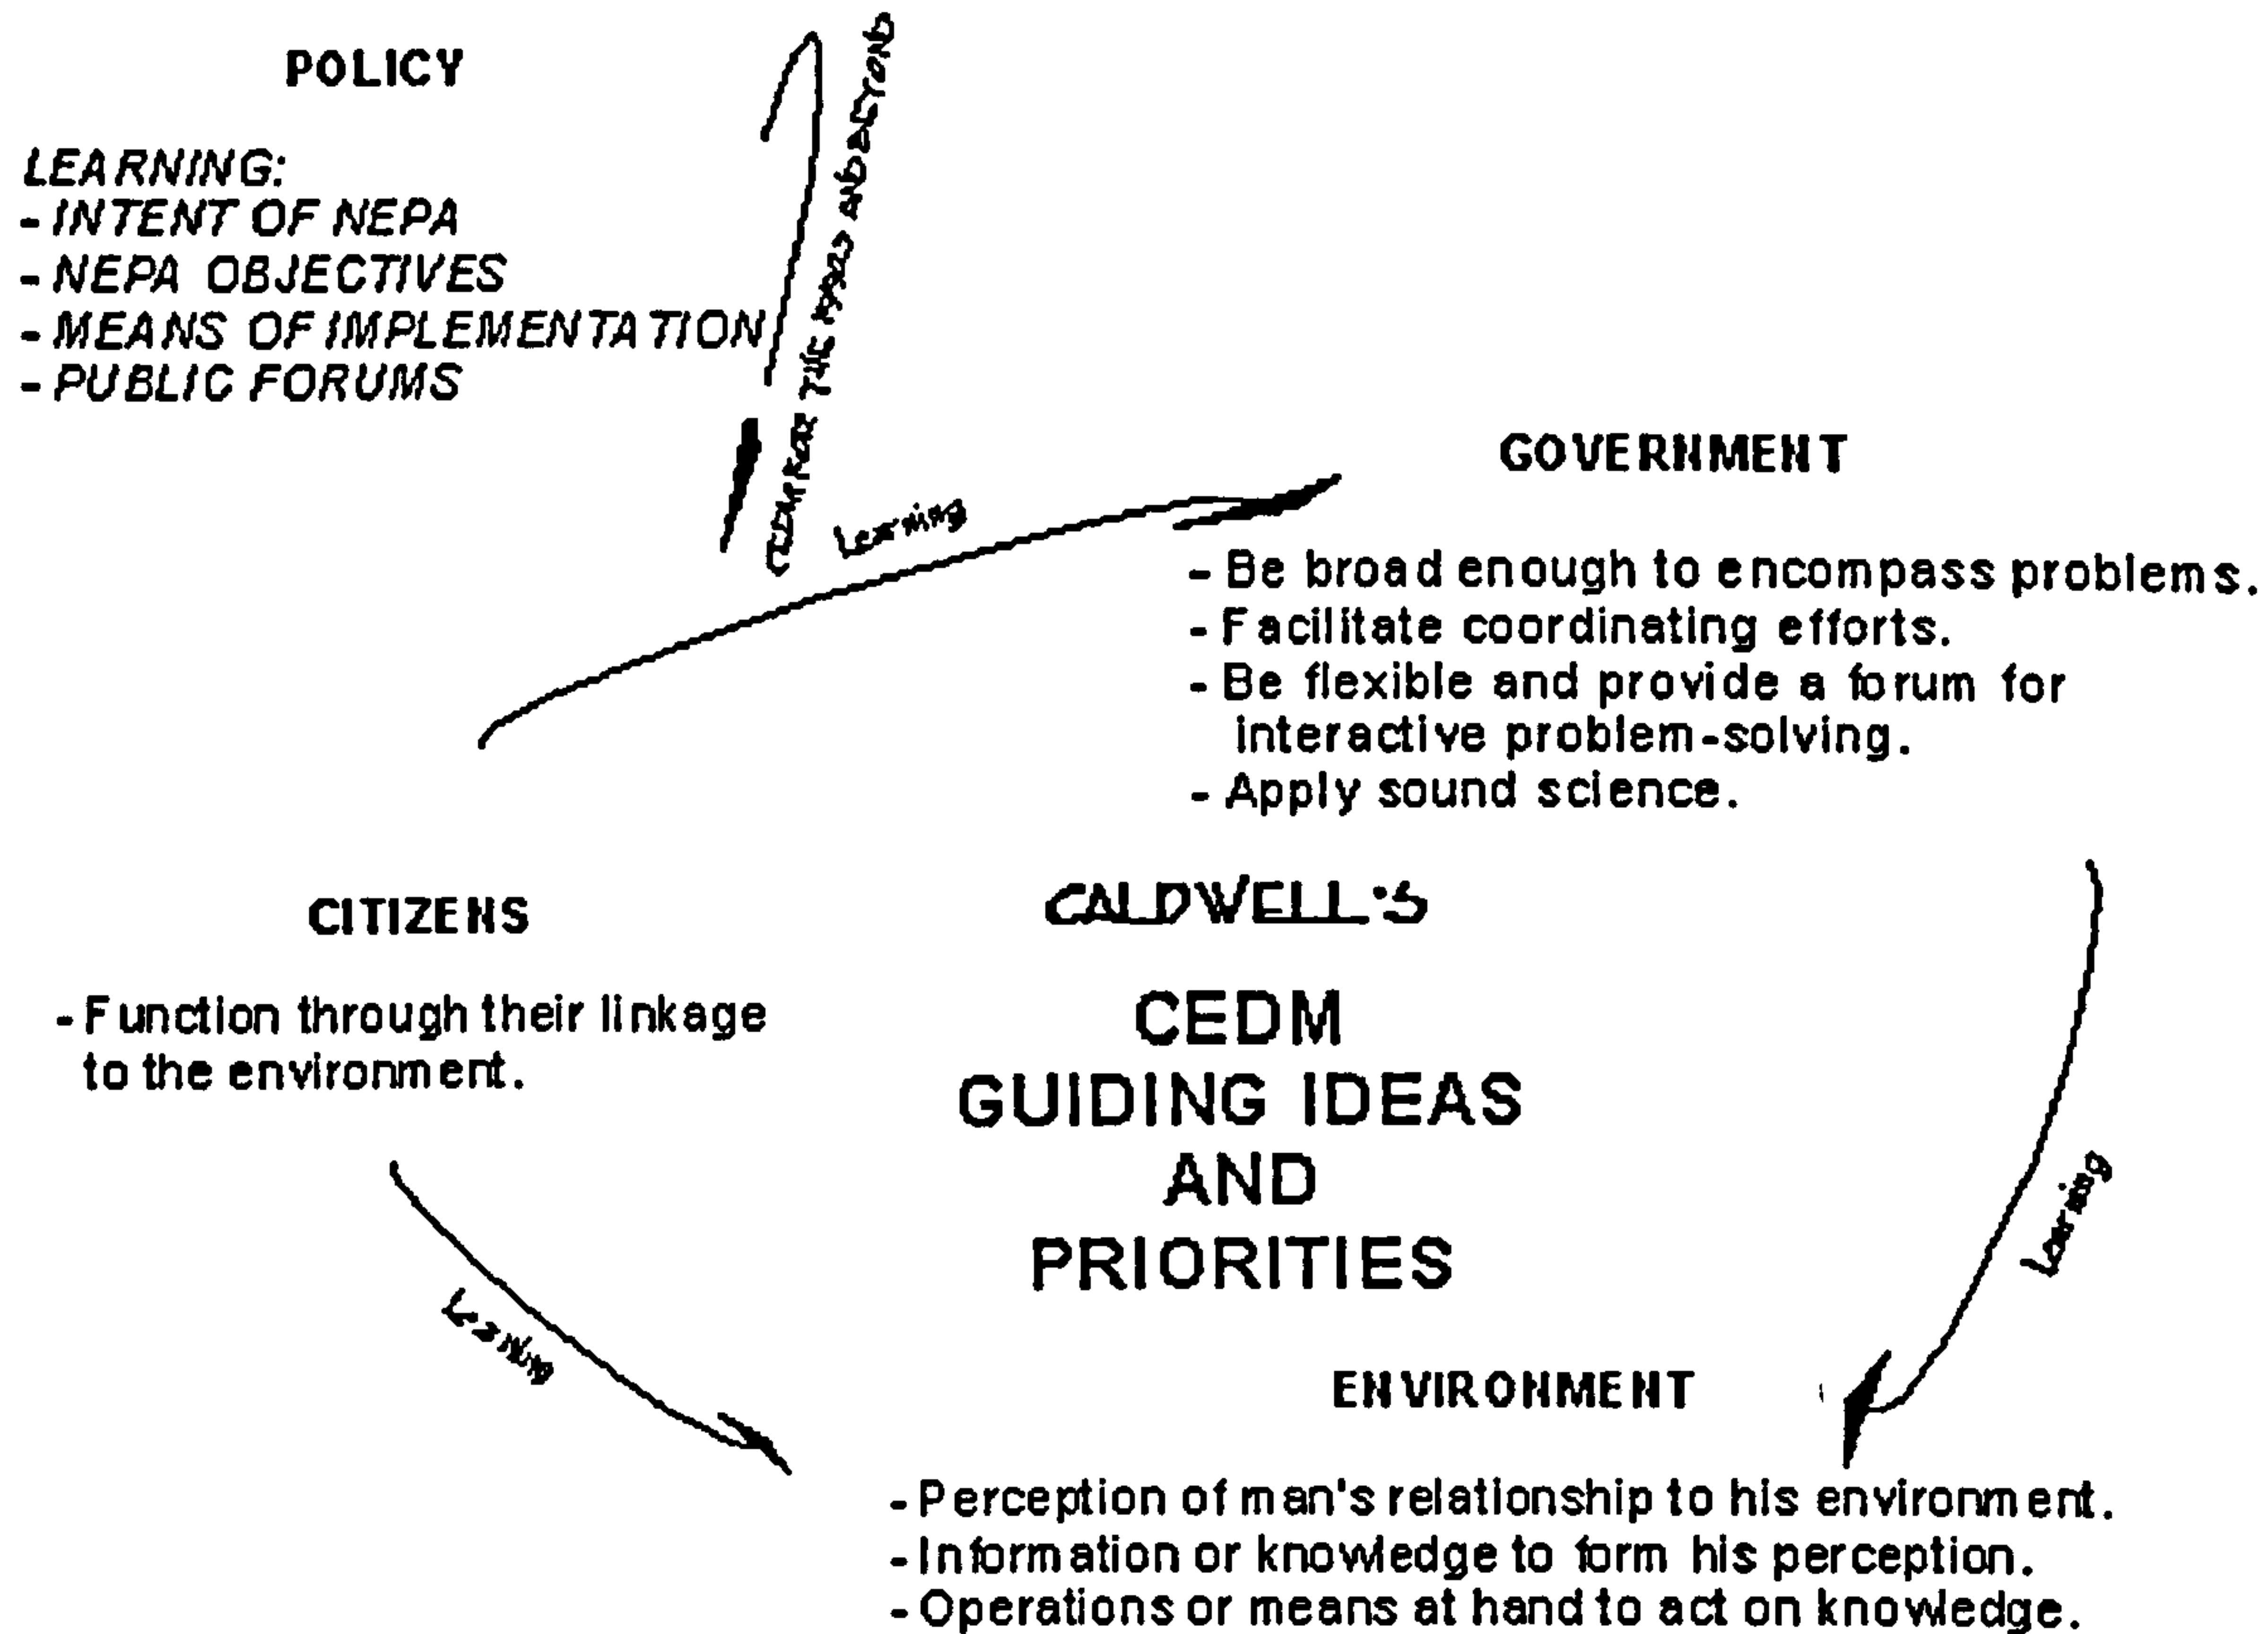 POLICY
LEARNING:
- INTENT OF NEPA
- NEPA OBJECTIVES
- MEANS OF IMPLEMENTATION
- PUBLIC FORUMS
Learning
GOVERNMENT
- Be broad enough to encompass problems.
- Facilitate coordinating efforts.
- Be flexible and provide a forum for
interactive problem-solving.
- Apply sound science.
CITIZENS
- Function through their linkage
to the environment.
CALDWELL'S
CEDM
GUIDING IDEAS
AND
PRIORITIES
Learning
Learning
ENVIRONMENT
- Perception of man's relationship to his environment.
- Information or knowledge to form his perception.
- Operations or means at hand to act on knowledge.